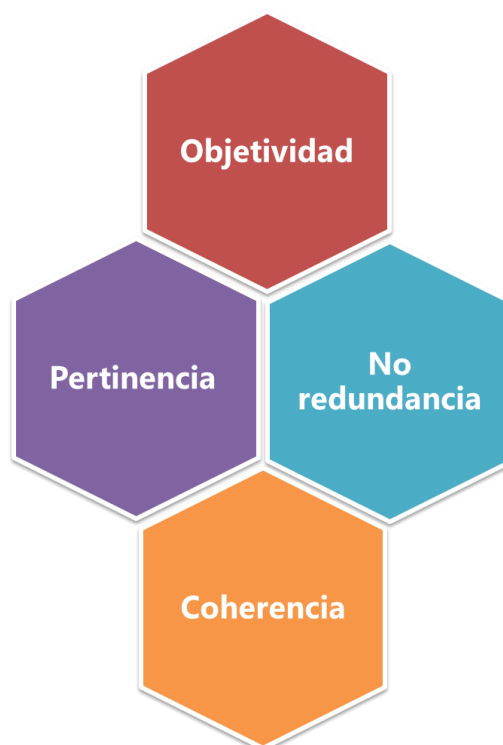 Objetividad
Pertinencia
No
redundancia
Coherencia